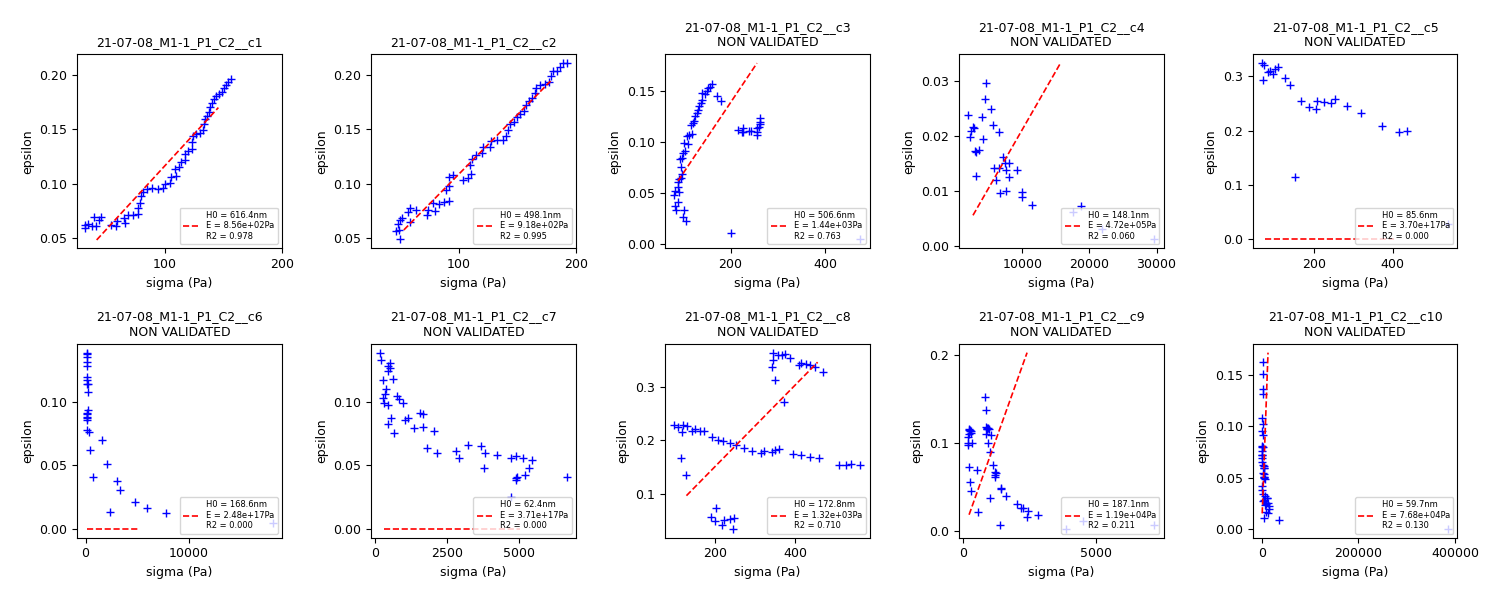 21-07-08_M1-1_P1_C2__c1
epsilon
0.20
0.15
0.10
0.05
100
200
sigma (Pa)
H0 = 616.4nm
E = 8.56e+02Pa
R2 = 0.978
21-07-08_M1-1_P1_C2__c2
epsilon
0.20
0.15
0.10
0.05
100
200
sigma (Pa)
H0 = 498.1nm
E = 9.18e+02Pa
R2 = 0.995
21-07-08_M1-1_P1_C2__c3
NON VALIDATED
epsilon
0.15
0.10
0.05
0.00
200
400
sigma (Pa)
H0 = 506.6nm
E = 1.44e+03Pa
R2 = 0.763
21-07-08_M1-1_P1_C2__c4
NON VALIDATED
epsilon
0.03
0.02
0.01
0.00
10000
20000
30000
sigma (Pa)
H0 = 148.1nm
E = 4.72e+05Pa
R2 = 0.060
21-07-08_M1-1_P1_C2__c5
NON VALIDATED
epsilon
0.3
0.2
0.1
0.0
200
400
sigma (Pa)
H0 = 85.6nm
E = 3.70e+17Pa
R2 = 0.000
21-07-08_M1-1_P1_C2__c6
NON VALIDATED
epsilon
0.10
0.05
0.00
0
10000
sigma (Pa)
H0 = 168.6nm
E = 2.48e+17Pa
R2 = 0.000
21-07-08_M1-1_P1_C2__c7
NON VALIDATED
epsilon
0.10
0.05
0.00
0
2500
5000
sigma (Pa)
H0 = 62.4nm
E = 3.71e+17Pa
R2 = 0.000
21-07-08_M1-1_P1_C2__c8
NON VALIDATED
epsilon
0.3
0.2
0.1
200
400
sigma (Pa)
H0 = 172.8nm
E = 1.32e+03Pa
R2 = 0.710
21-07-08_M1-1_P1_C2__c9
NON VALIDATED
epsilon
0.2
0.1
0.0
0
5000
sigma (Pa)
H0 = 187.1nm
E = 1.19e+04Pa
R2 = 0.211
21-07-08_M1-1_P1_C2__c10
NON VALIDATED
epsilon
0.15
0.10
0.05
0.00
0
200000
400000
sigma (Pa)
H0 = 59.7nm
E = 7.68e+04Pa
R2 = 0.130